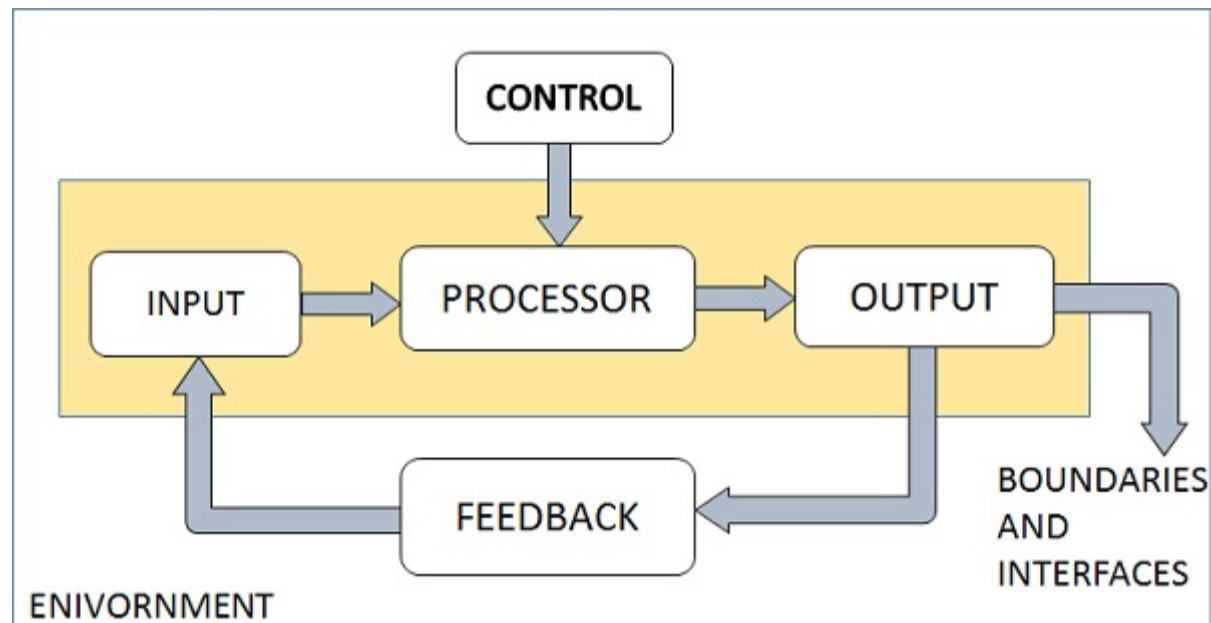 CONTROL
INPUT
PROCESSOR
OUTPUT
FEEDBACK
BOUNDARIES
AND
INTERFACES
ENIVORNMENT